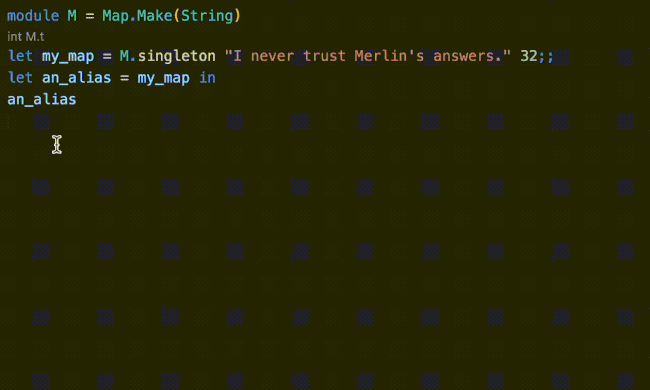 module M = Map.Make(String)
int M.t
let my_map = M.singleton "I never trust Merlin's answers." 32;;
let an_alias = my_map in
an_alias